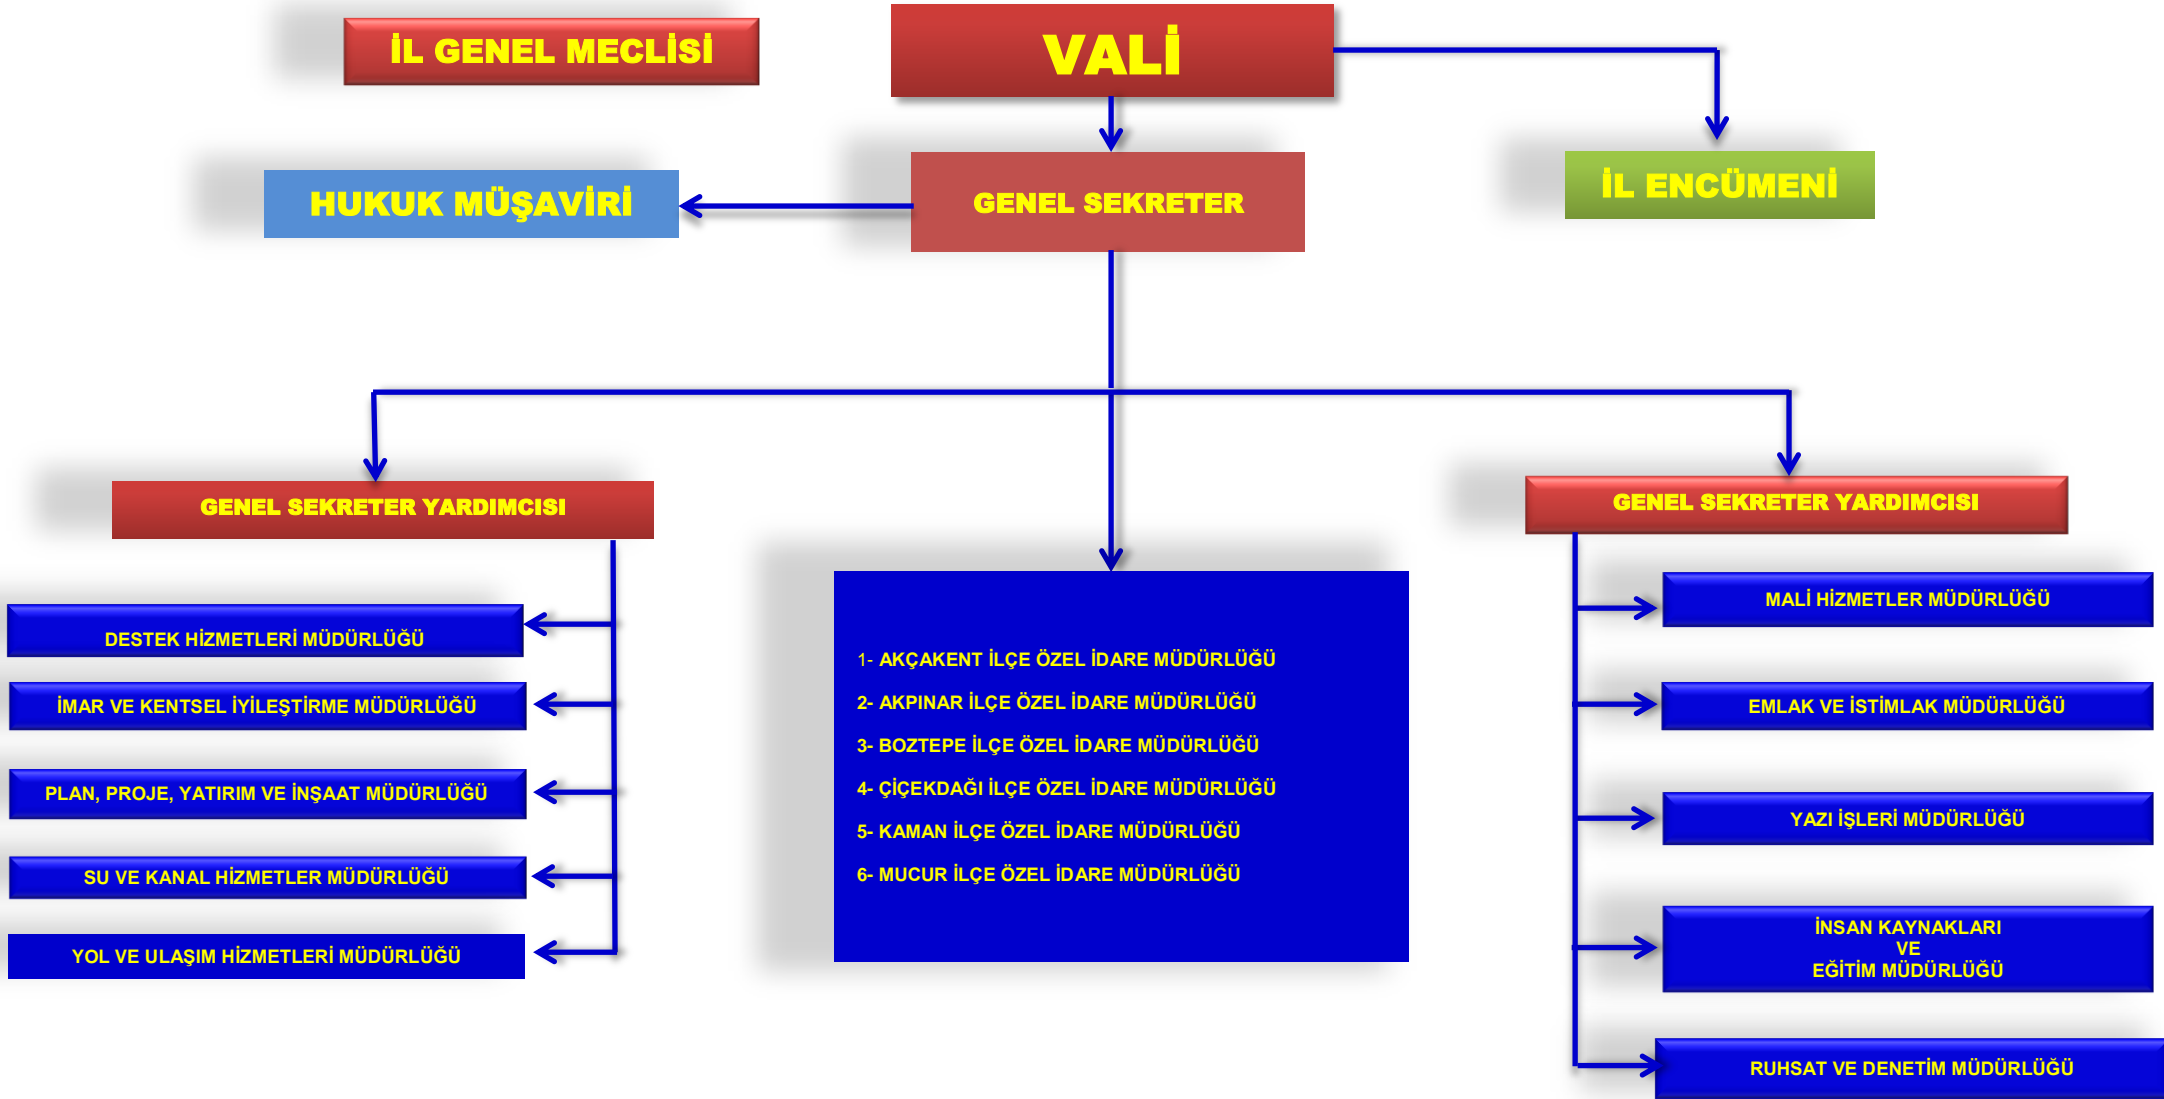 İL GENEL MECLİSİ
VALİ
HUKUK MÜŞAVİRİ
GENEL SEKRETER
İL ENCÜMENİ
GENEL SEKRETER YARDIMCISI
DESTEK HİZMETLERİ MÜDÜRLÜĞÜ
İMAR VE KENTSEL İYİLEŞTİRME MÜDÜRLÜĞÜ
PLAN, PROJE, YATIRIM VE İNŞAAT MÜDÜRLÜĞÜ
SU VE KANAL HİZMETLER MÜDÜRLÜĞÜ
YOL VE ULAŞIM HİZMETLERİ MÜDÜRLÜĞÜ
1- AKÇAKENT İLÇE ÖZEL İDARE MÜDÜRLÜĞÜ
2- AKPINAR İLÇE ÖZEL İDARE MÜDÜRLÜĞÜ
3- BOZTEPE İLÇE ÖZEL İDARE MÜDÜRLÜĞÜ
4- ÇİÇEKDAĞI İLÇE ÖZEL İDARE MÜDÜRLÜĞÜ
5- KAMAN İLÇE ÖZEL İDARE MÜDÜRLÜĞÜ
6- MUCUR İLÇE ÖZEL İDARE MÜDÜRLÜĞÜ
GENEL SEKRETER YARDIMCISI
MALİ HİZMETLER MÜDÜRLÜĞÜ
EMLAK VE İSTİMLAK MÜDÜRLÜĞÜ
YAZI İŞLERİ MÜDÜRLÜĞÜ
İNSAN KAYNAKLARI
VE
EĞİTİM MÜDÜRLÜĞÜ
RUHSAT VE DENETİM MÜDÜRLÜĞÜ